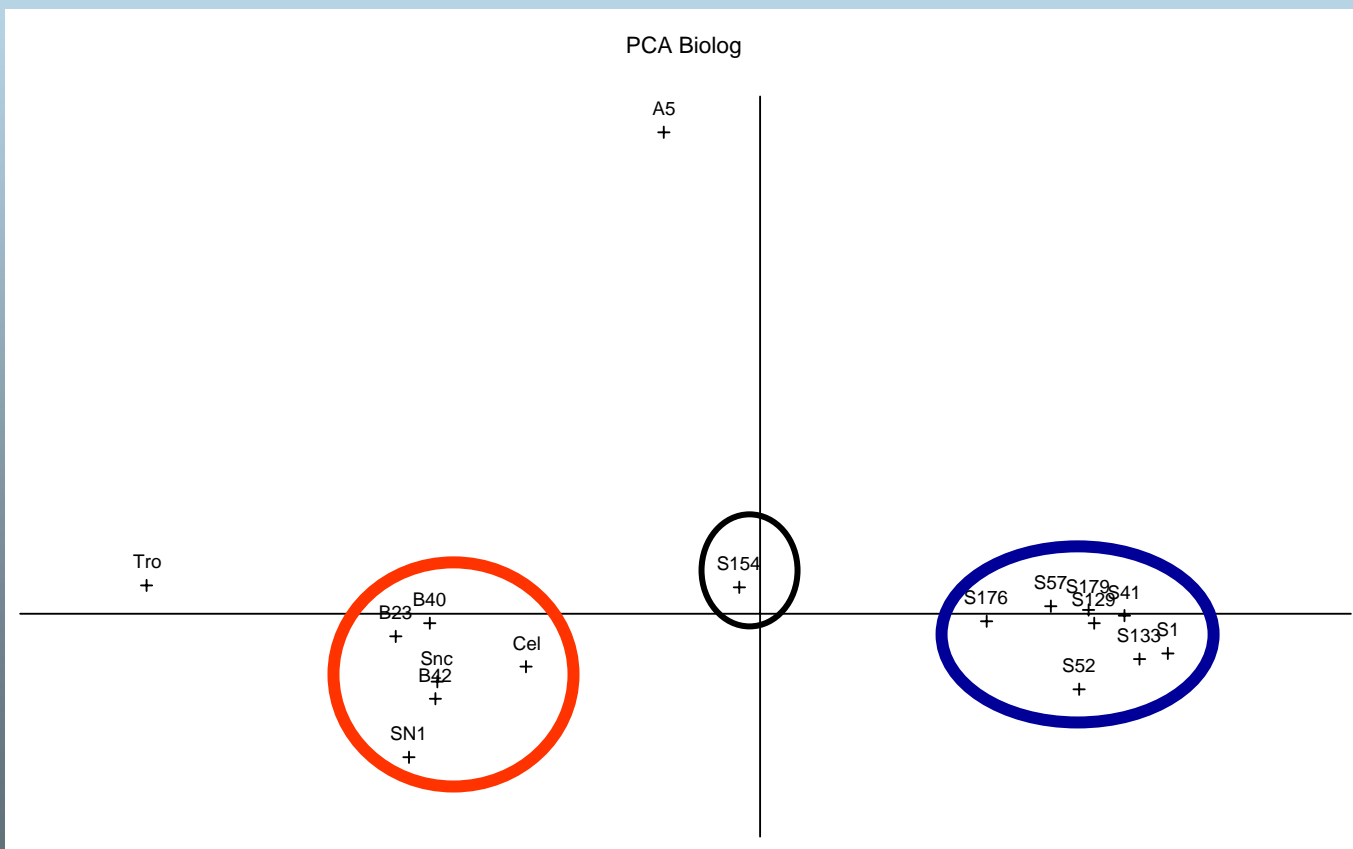 PCA Biolog
A5
Tro
S154
S57
S179
S41
S176
S129
B40
B23
S133
S1
Cel
Snc
S52
B42
SN1